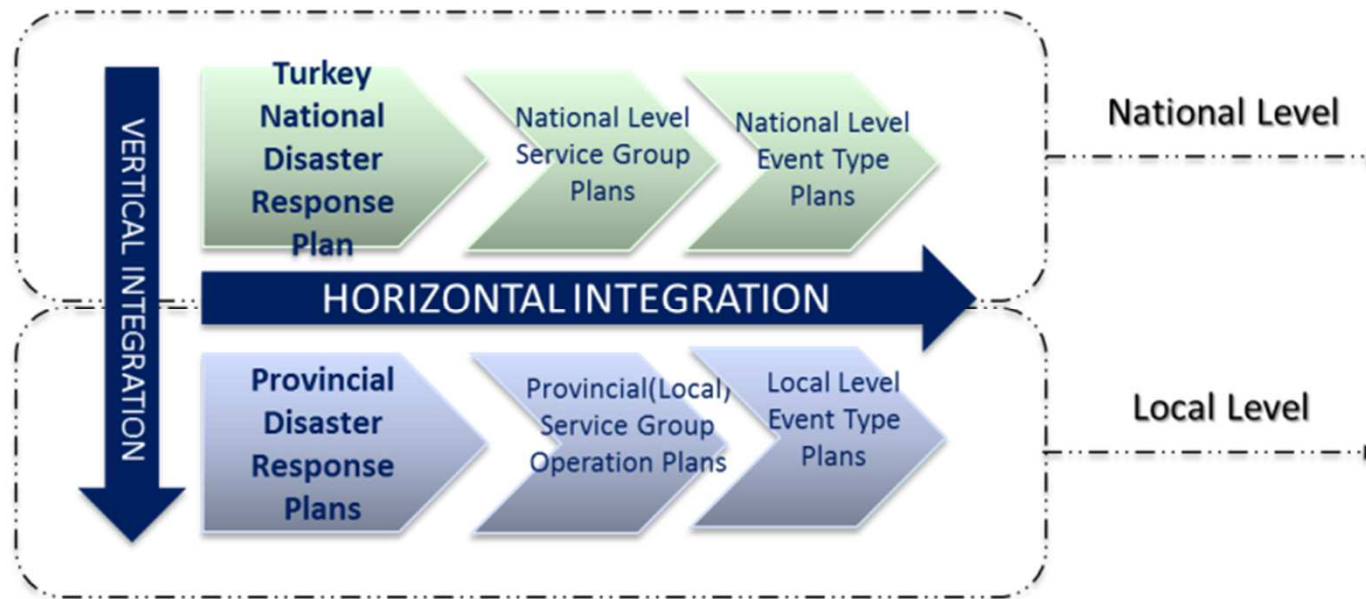 Turkey
National
Disaster
Response
Plan
National Level
Service Group
Plans
National Level
Event Type
Plans
National Level
VERTICAL INTEGRATION
HORIZONTAL INTEGRATION
Provincial
Disaster
Response
Plans
Provincial(Local)
Service Group
Operation Plans
Local Level
Event Type
Plans
Local Level